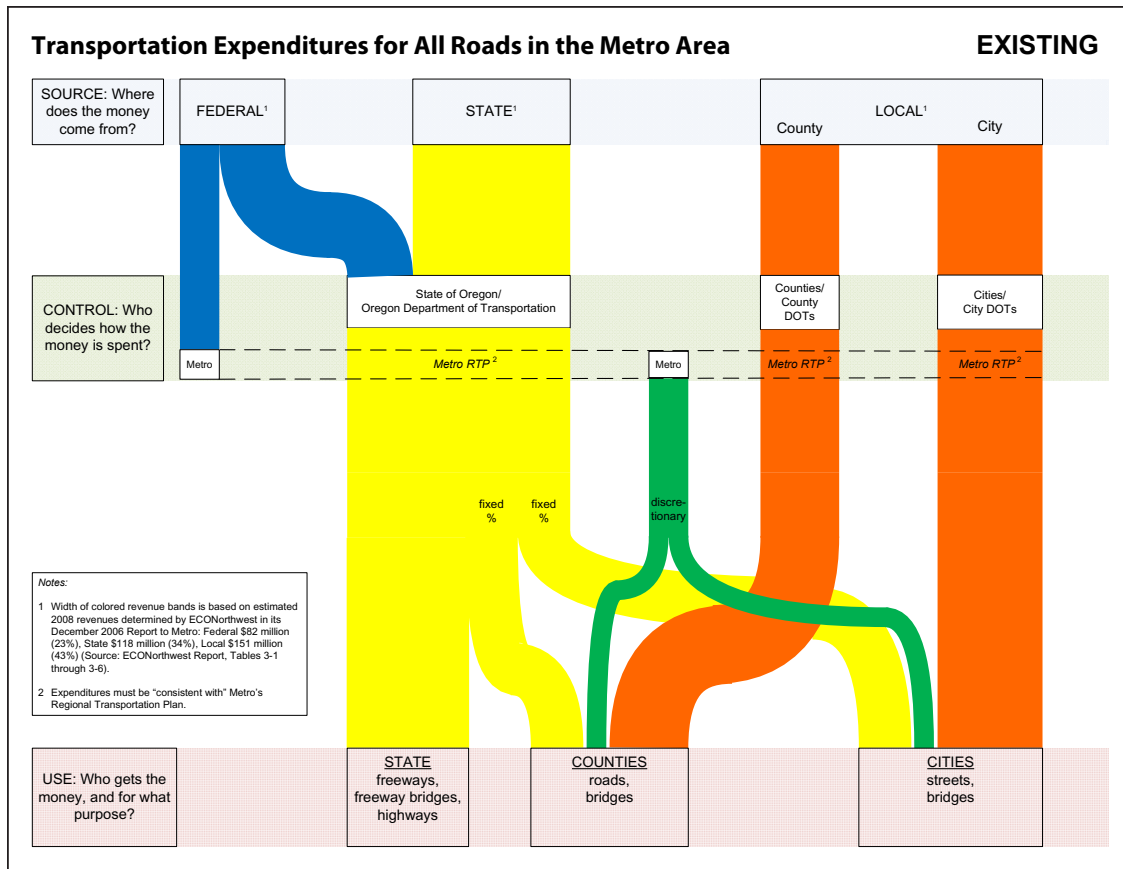 Transportation Expenditures for All Roads in the Metro Area
EXISTING
SOURCE: Where
does the money
come from?
FEDERAL¹
STATE¹
LOCAL¹
County
City
CONTROL: Who
decides how the
money is spent?
State of Oregon/
Oregon Department of Transportation
Counties/
County
DOTs
Cities/
City DOTs
Metro
Metro RTP ²
Metro
Metro RTP ²
Metro RTP ²
fixed
%
fixed
%
discre-
tionary
Notes:
1 Width of colored revenue bands is based on estimated
2008 revenues determined by ECONorthwest in its
December 2006 Report to Metro: Federal $82 million
(23%), State $118 million (34%), Local $151 million
(43%) (Source: ECONorthwest Report, Tables 3-1
through 3-6).
2 Expenditures must be “consistent with” Metro’s
Regional Transportation Plan.
USE: Who gets the
money, and for what
purpose?
STATE
freeways,
freeway bridges,
highways
COUNTIES
roads,
bridges
CITIES
streets,
bridges